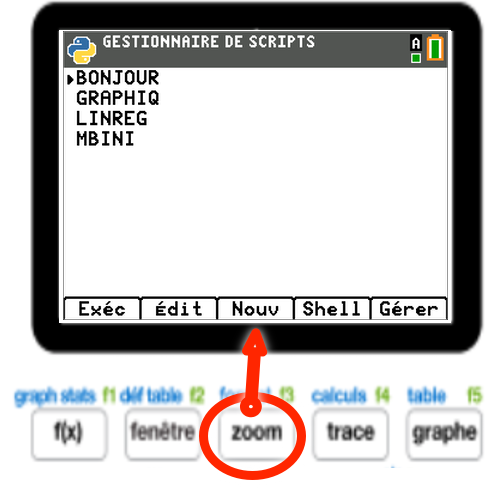 GESTIONNAIRE DE SCRIPTS A
BONJOUR
GRAPHIQ
LINREG
MBINI
Exéc Édit Nouv Shell Gérer
graph stats f1 déf table f2 f3 calculs f4 table f5
f(x) fenêtre zoom trace graphe